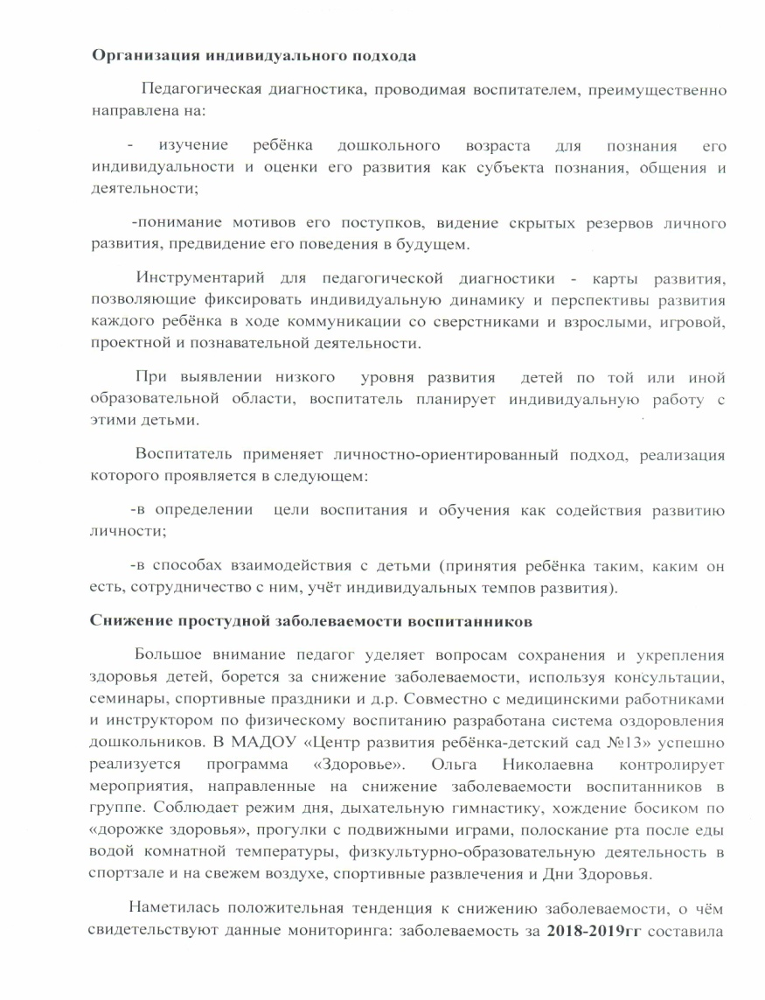 Организация индивидуального подхода
Педагогическая диагностика, проводимая воспитателем, преимущественно
направлена на:
- изучение ребёнка дошкольного возраста для познания его
индивидуальности и оценки его развития как субъекта познания, общения и
деятельности;
-понимание мотивов его поступков, видение скрытых резервов личного
развития, предвидение его поведения в будущем.
Инструментарий для педагогической диагностики - карты развития,
позволяющие фиксировать индивидуальную динамику и перспективы развития
каждого ребёнка в ходе коммуникации со сверстниками и взрослыми, игровой,
проектной и познавательной деятельности.
При выявлении низкого уровня развития детей по той или иной
образовательной области, воспитатель планирует индивидуальную работу с
этими детьми.
Воспитатель применяет личностно-ориентированный подход, реализация
которого проявляется в следующем:
-в определении цели воспитания и обучения как содействия развитию
личности;
-в способах взаимодействия с детьми (принятия ребёнка таким, каким он
есть, сотрудничество с ним, учёт индивидуальных темпов развития).
Снижение простудной заболеваемости воспитанников
Большое внимание педагог уделяет вопросам сохранения и укрепления
здоровья детей, борется за снижение заболеваемости, используя консультации,
семинары, спортивные праздники и д.р. Совместно с медицинскими работниками
и инструктором по физическому воспитанию разработана система оздоровления
дошкольников. В МАДОУ «Центр развития ребёнка-детский сад №13» успешно
реализуется программа «Здоровье». Ольга Николаевна контролирует
мероприятия, направленные на снижение заболеваемости воспитанников в
группе. Соблюдает режим дня, дыхательную гимнастику, хождение босиком по
«дорожке здоровья», прогулки с подвижными играми, полоскание рта после еды
водой комнатной температуры, физкультурно-образовательную деятельность в
спортзале и на свежем воздухе, спортивные развлечения и Дни Здоровья.
Наметилась положительная тенденция к снижению заболеваемости, о чём
свидетельствуют данные мониторинга: заболеваемость за 2018-2019гг составила